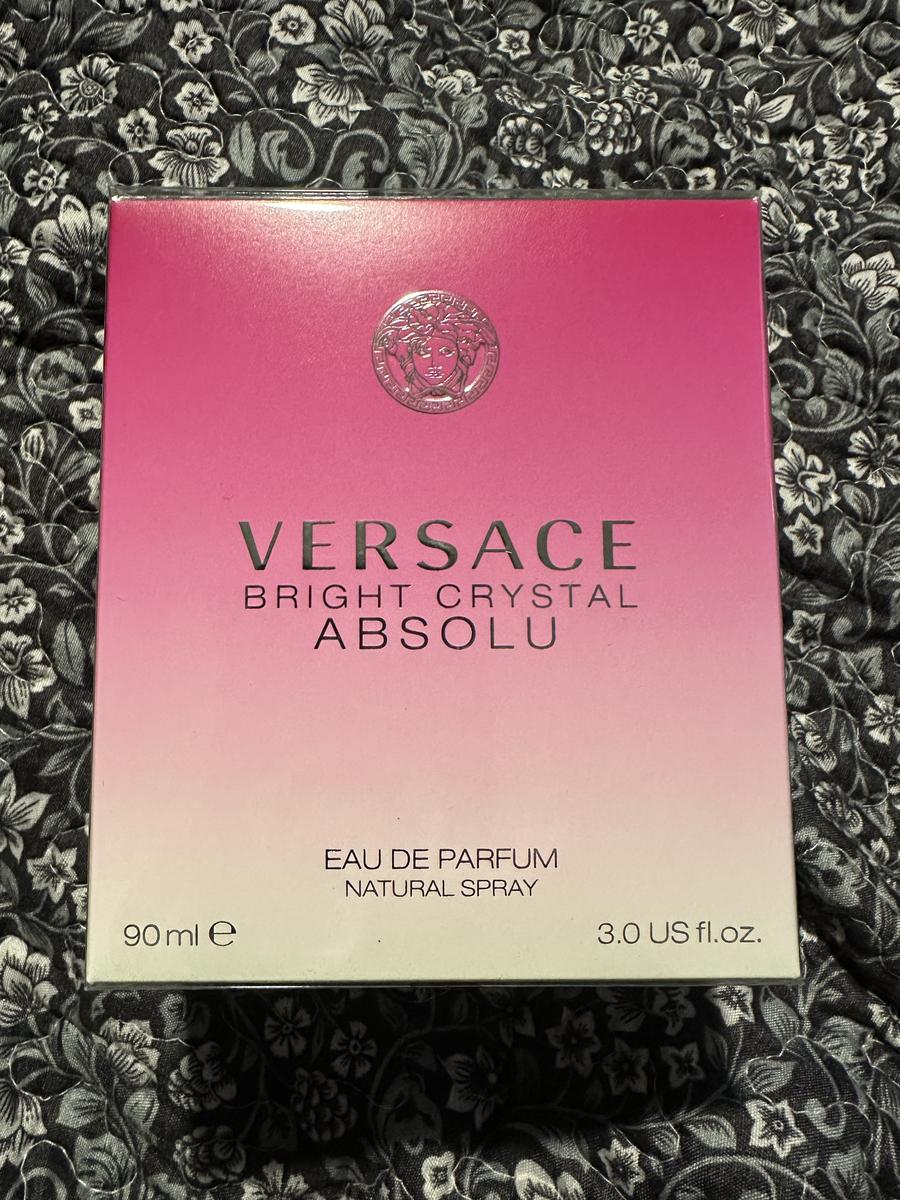 VERSACE
BRIGHT CRYSTAL
ABSOLU
EAU DE PARFUM
NATURAL SPRAY
90 ml ℮
3.0 US fl.oz.